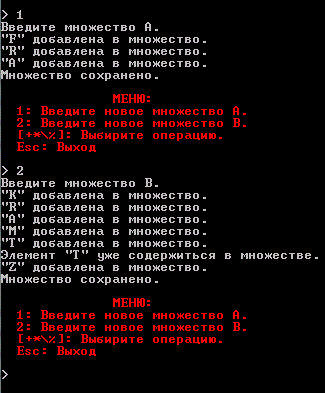 > 1
Введите множество A.
"F" добавлена в множество.
"R" добавлена в множество.
"A" добавлена в множество.
Множество сохранено.
МЕНЮ:
1: Введите новое множество A.
2: Введите новое множество B.
[+*\%]: Выбирите операцию.
Esc: Выход
> 2
Введите множество B.
"K" добавлена в множество.
"R" добавлена в множество.
"A" добавлена в множество.
"M" добавлена в множество.
"T" добавлена в множество.
Элемент "T" уже содержиться в множестве.
"Z" добавлена в множество.
Множество сохранено.
МЕНЮ:
1: Введите новое множество A.
2: Введите новое множество B.
[+*\%]: Выбирите операцию.
Esc: Выход
>